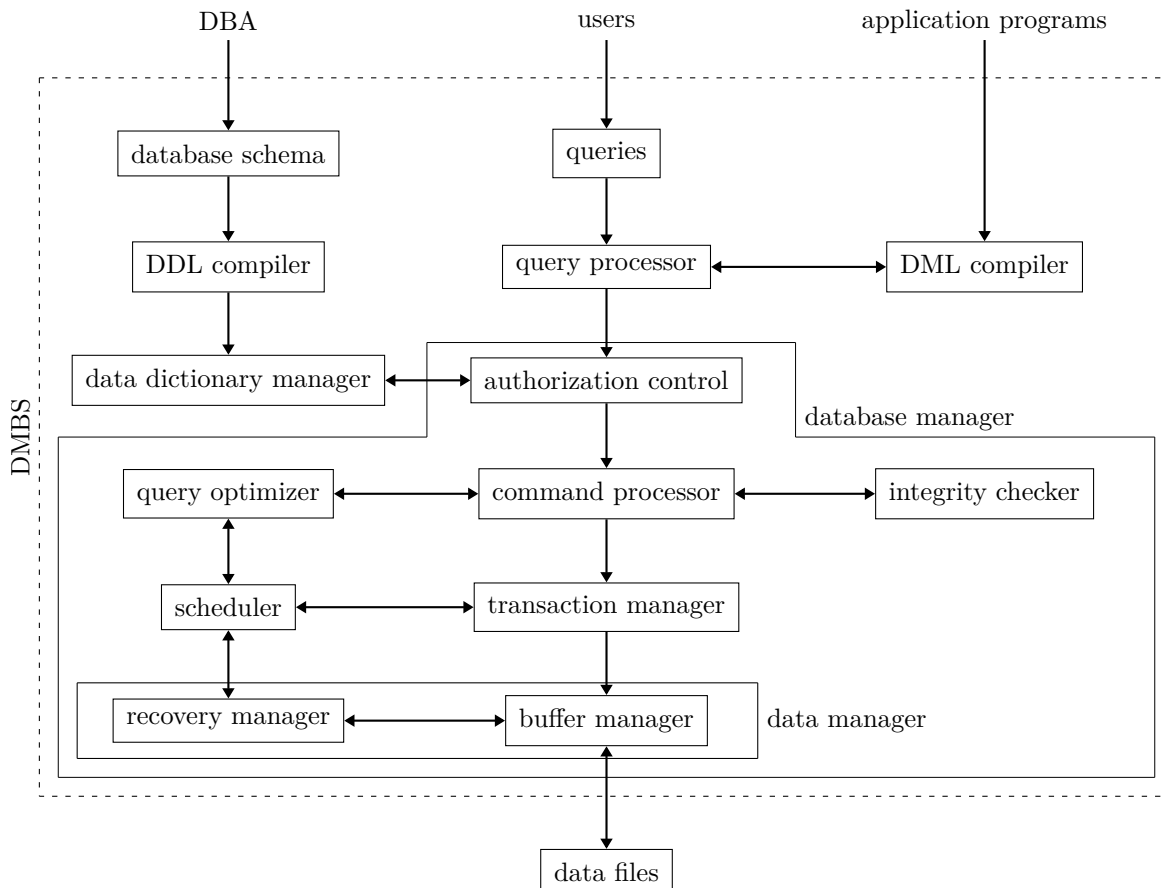 DBA
users
application programs
database schema
queries
DDL compiler
query processor
DML compiler
data dictionary manager
authorization control
database manager
DMBS
query optimizer
command processor
integrity checker
scheduler
transaction manager
recovery manager
buffer manager
data manager
data files